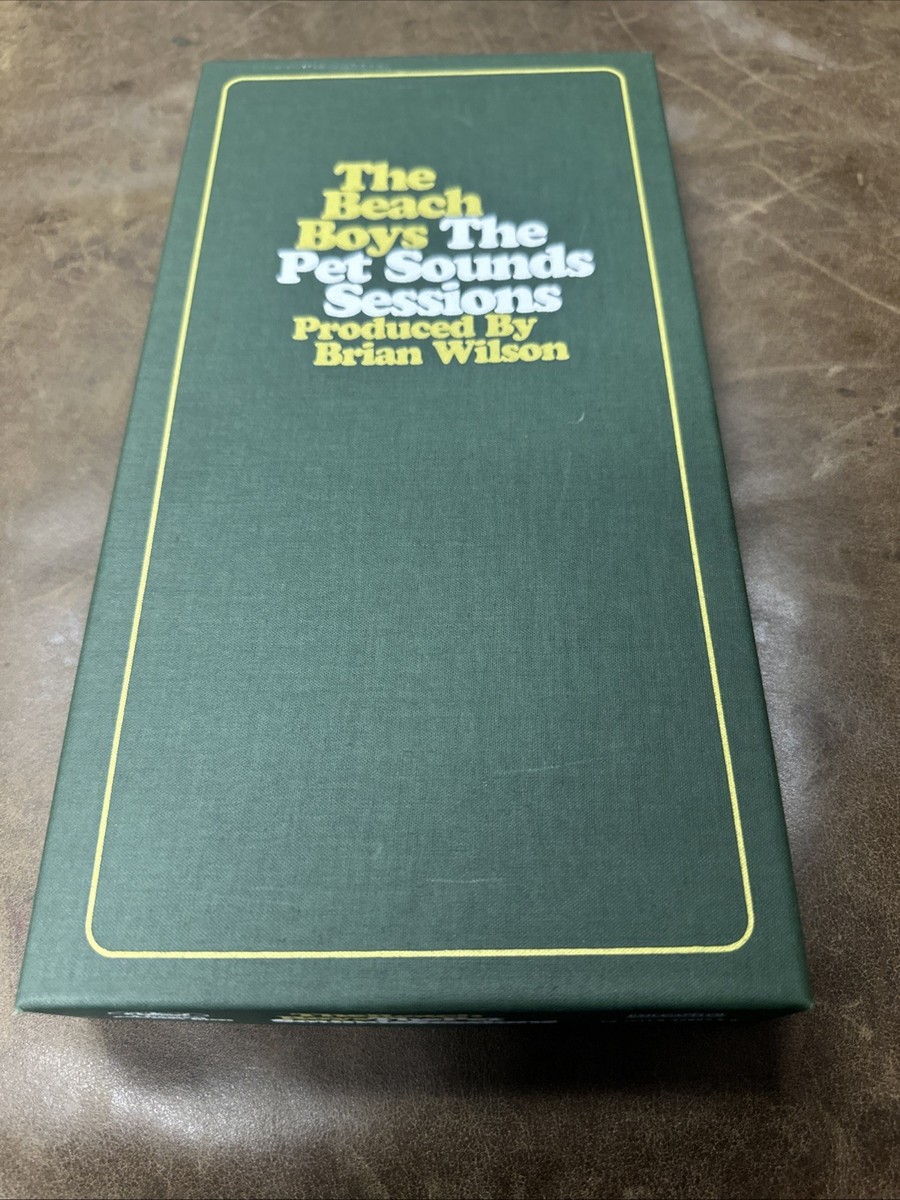 The
Beach
Boys The
Pet Sounds
Sessions
Produced By
Brian Wilson